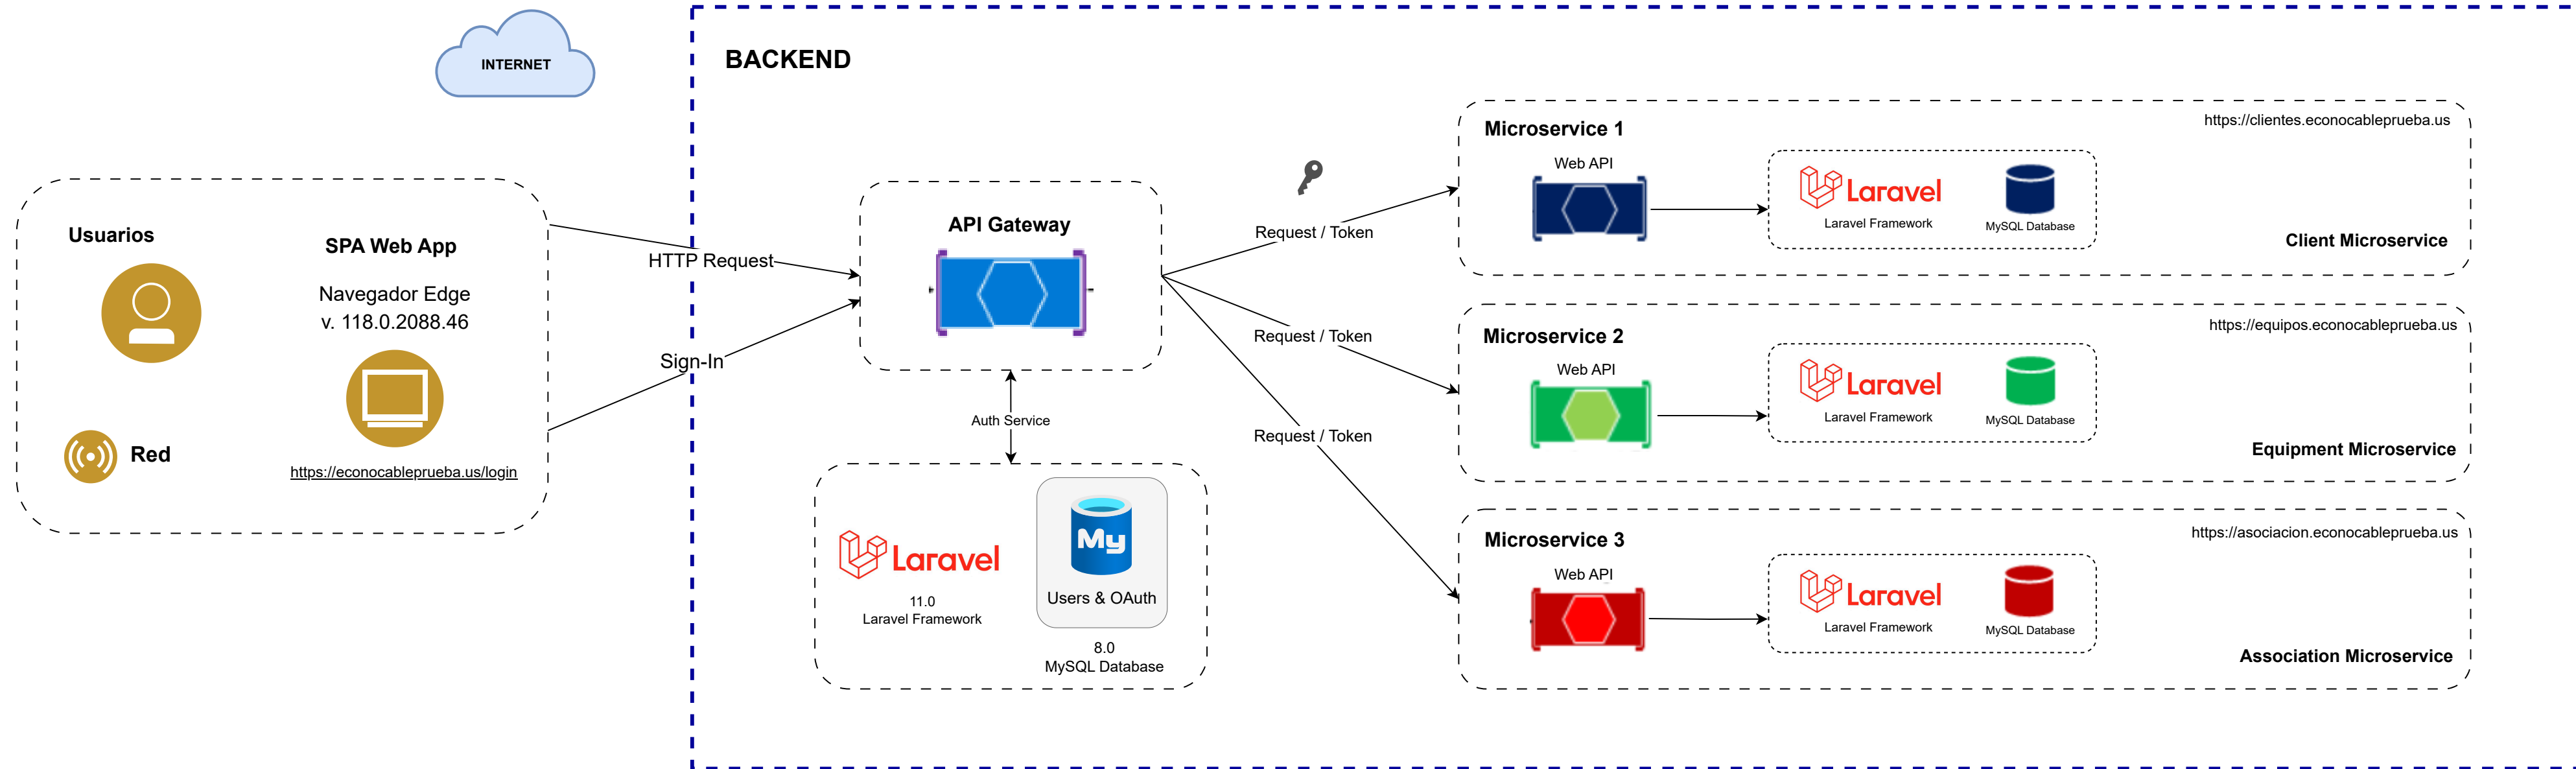 INTERNET
BACKEND
Usuarios
SPA Web App
Navegador Edge
v. 118.0.2088.46
Red
https://econocableprueba.us/login
HTTP Request
Sign-In
API Gateway
Auth Service
Laravel
11.0
Laravel Framework
My
Users & OAuth
8.0
MySQL Database
Request / Token
Request / Token
Request / Token
Microservice 1
https://clientes.econocableprueba.us
Web API
Laravel
Laravel Framework
MySQL Database
Client Microservice
Microservice 2
https://equipos.econocableprueba.us
Web API
Laravel
Laravel Framework
MySQL Database
Equipment Microservice
Microservice 3
https://asociacion.econocableprueba.us
Web API
Laravel
Laravel Framework
MySQL Database
Association Microservice